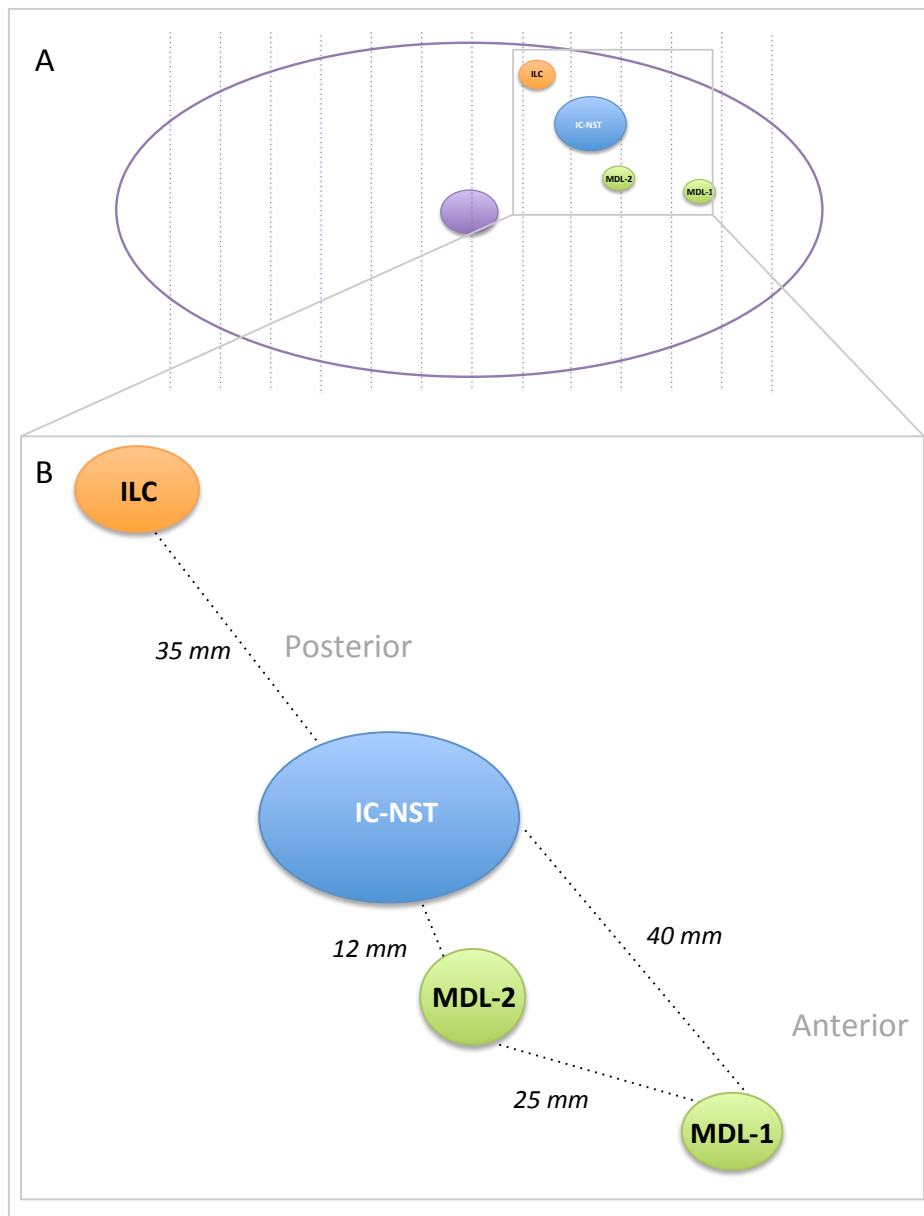 A
ILC
IC-NST
MDL-2
MDL-1
B
ILC
35 mm
Posterior
IC-NST
12 mm
40 mm
MDL-2
Anterior
25 mm
MDL-1